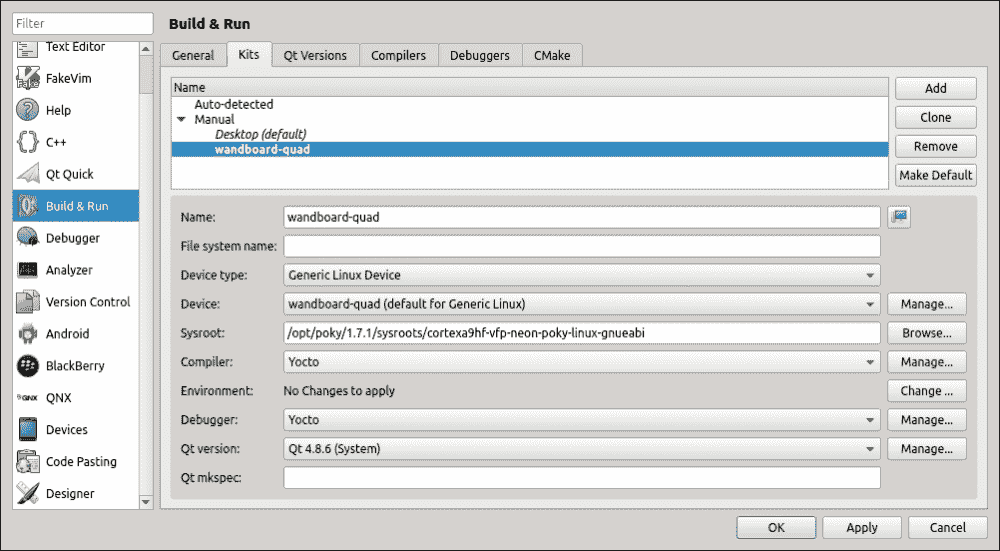 Filter
Build & Run
Text Editor
FakeVim
Help
C++
Qt Quick
Build & Run
Debugger
Analyzer
Version Control
Android
BlackBerry
QNX
Devices
Code Pasting
Designer
General Kits Qt Versions Compilers Debuggers CMake
Name
Auto-detected
Manual
Desktop (default)
wandboard-quad
Add
Clone
Remove
Make Default
Name: wandboard-quad
File system name:
Device type: Generic Linux Device
Device: wandboard-quad (default for Generic Linux) Manage...
Sysroot: /opt/poky/1.7.1/sysroots/cortexa9hf-vfp-neon-poky-linux-gnueabi Browse...
Compiler: Yocto Manage...
Environment: No Changes to apply Change ...
Debugger: Yocto Manage...
Qt version: Qt 4.8.6 (System) Manage...
Qt mkspec:
OK Apply Cancel